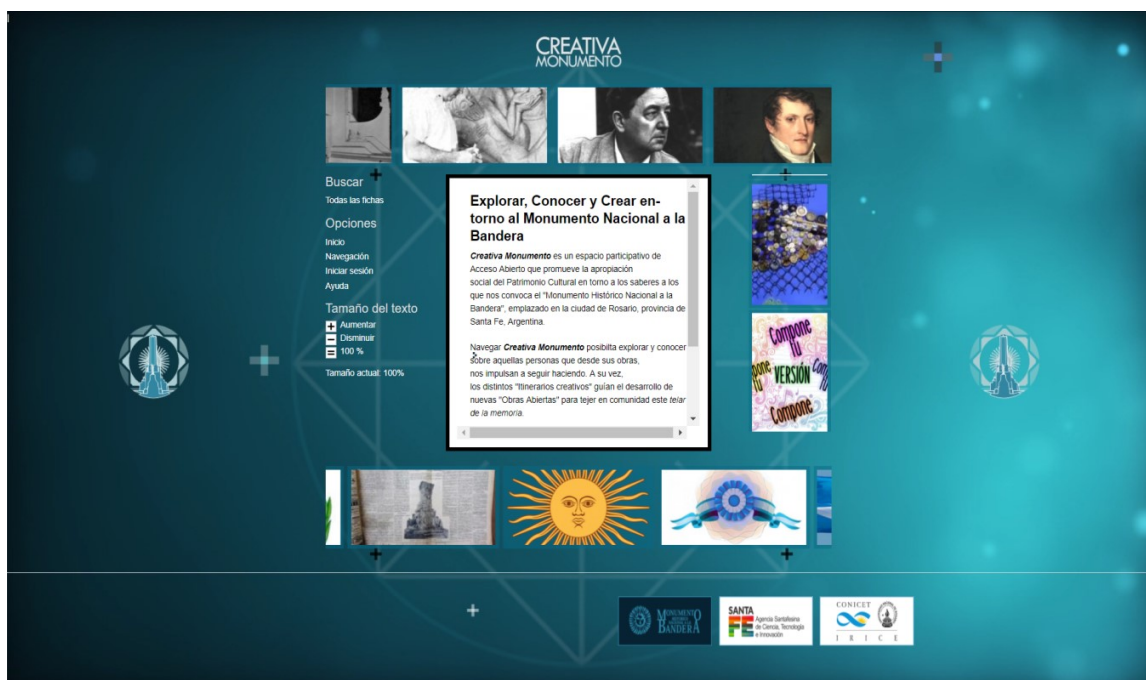 CREATIVA
MONUMENTO
Buscar
Todas las fichas
Opciones
Inicio
Navegación
Iniciar sesión
Ayuda
Tamaño del texto
+ Aumentar
– Disminuir
= 100 %
Tamaño actual: 100%
Explorar, Conocer y Crear en-
torno al Monumento Nacional a la
Bandera
Creativa Monumento es un espacio participativo de
Acceso Abierto que promueve la apropiación
social del Patrimonio Cultural en torno a los saberes a los
que nos convoca el "Monumento Histórico Nacional a la
Bandera", emplazado en la ciudad de Rosario, provincia de
Santa Fe, Argentina.
Navegar Creativa Monumento posibilta explorar y conocer
sobre aquellas personas que desde sus obras,
nos impulsan a seguir haciendo. A su vez,
los distintos "Itinerarios creativos" guían el desarrollo de
nuevas "Obras Abiertas" para tejer en comunidad este telar
de la memoria.
Compone
tu
VERSIÓN
Compone
MONUMENTO
BANDERA
SANTA
FE
Agencia Santafesina
de Ciencia, Tecnología
e Innovación
CONICET
I R I C E